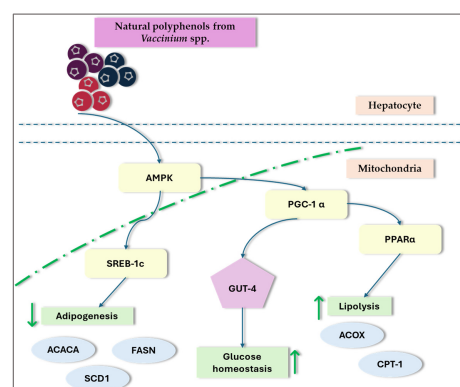 Natural polyphenols from
Vaccinium spp.
Hepatocyte
Mitochondria
AMPK
PGC-1 α
PPARα
SREB-1c
GUT-4
Adipogenesis
Lipolysis
ACACA
FASN
SCD1
Glucose
homeostasis
ACOX
CPT-1